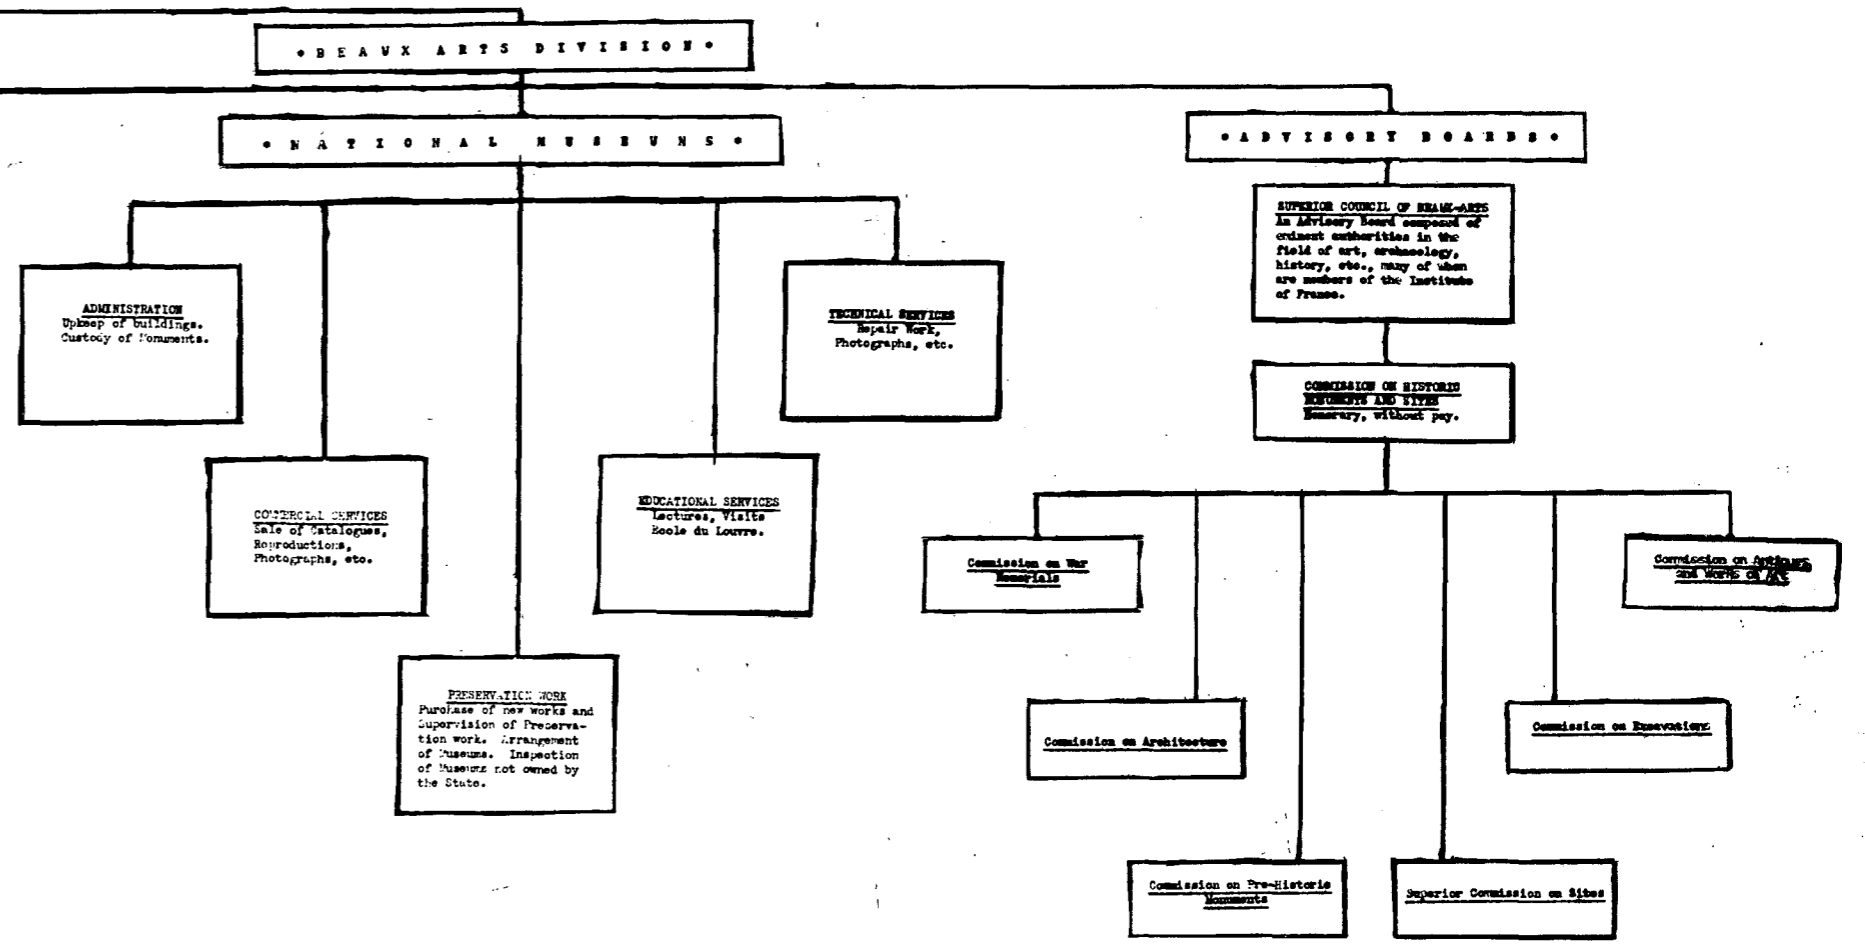 * B E A U X A R T S D I V I S I O N *
* N A T I O N A L M U S E U M S *
* A D V I S O R Y B O A R D S *
ADMINISTRATION
Upkeep of buildings.
Custody of Monuments.
COMMERCIAL SERVICES
Sale of Catalogues,
Reproductions,
Photographs, etc.
PRESERVATION WORK
Purchase of new works and
Supervision of Preserva-
tion work. Arrangement
of Museums. Inspection
of Museums not owned by
the State.
EDUCATIONAL SERVICES
Lectures, Visits
Ecole du Louvre.
TECHNICAL SERVICES
Repair Work,
Photographs, etc.
SUPERIOR COUNCIL OF BEAUX-ARTS
An Advisory Board composed of
eminent authorities in the
field of art, archaeology,
history, etc., many of whom
are members of the Institute
of France.
COMMISSION ON HISTORIC
MONUMENTS AND SITES
Honorary, without pay.
Commission on War
Memorials
Commission on Architecture
Commission on Pre-Historic
Monuments
Superior Commission on Sites
Commission on Excavations
Commission on Antiques
and Works of Art